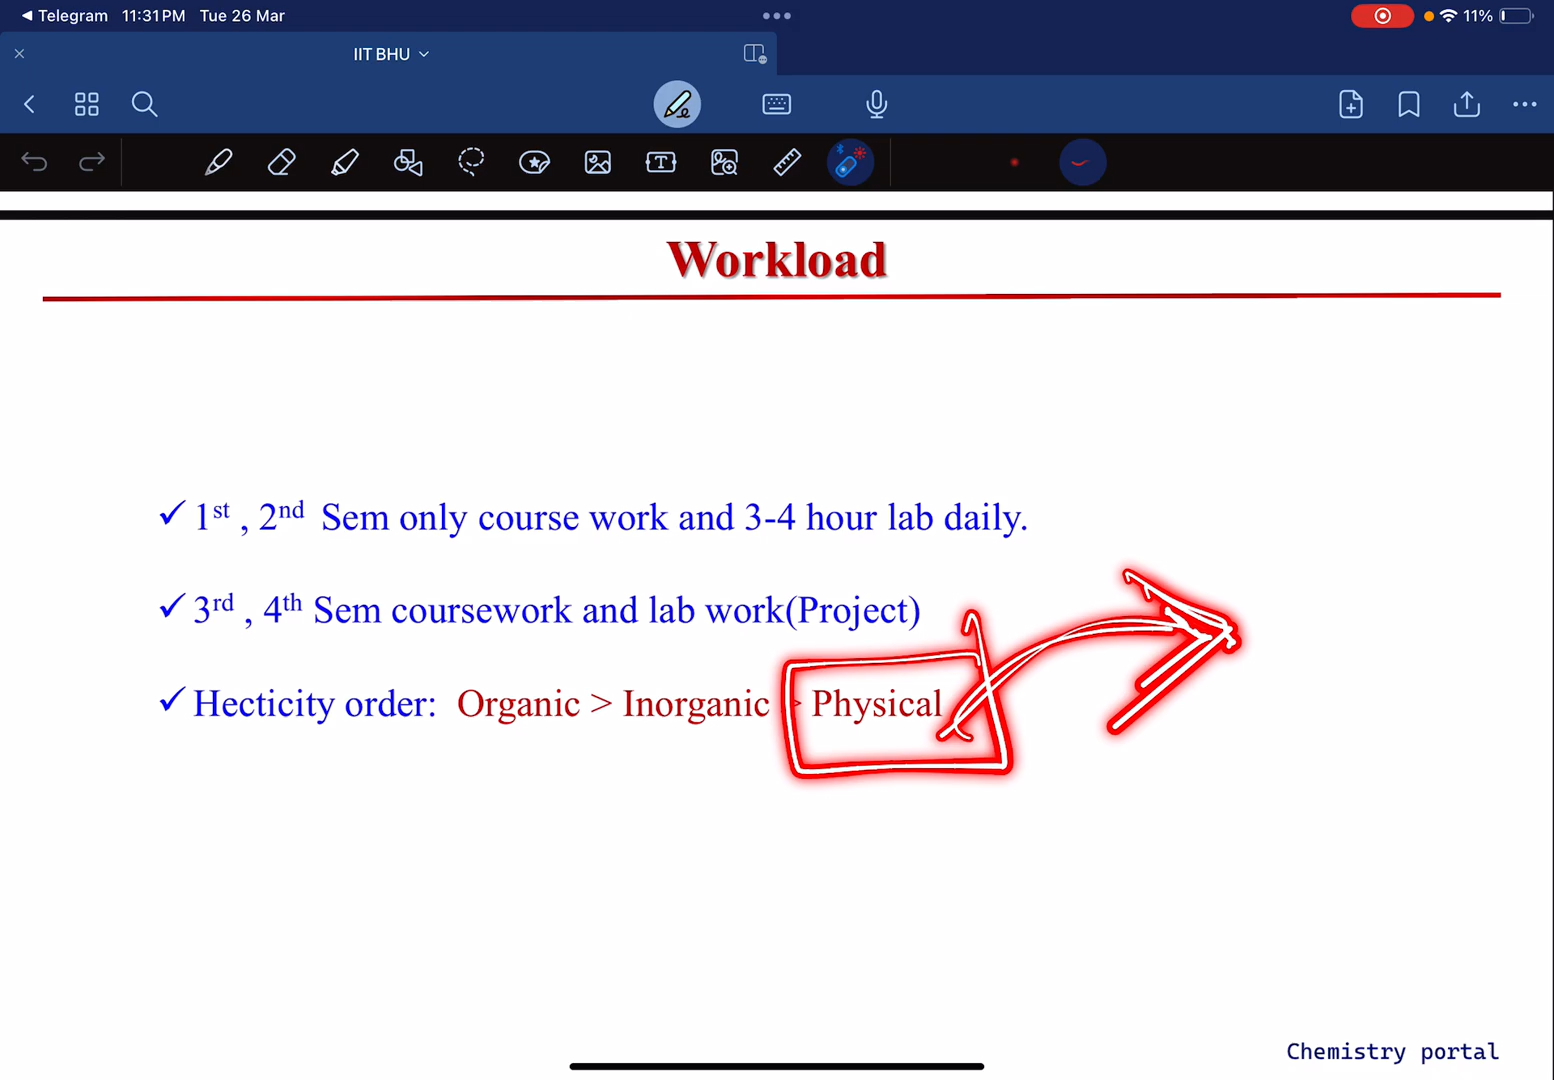 Telegram 11:31 PM Tue 26 Mar
11%
IIT BHU
Workload
✓ 1st , 2nd Sem only course work and 3-4 hour lab daily.
✓ 3rd , 4th Sem coursework and lab work(Project)
✓ Hecticity order: Organic > Inorganic > Physical
Chemistry portal